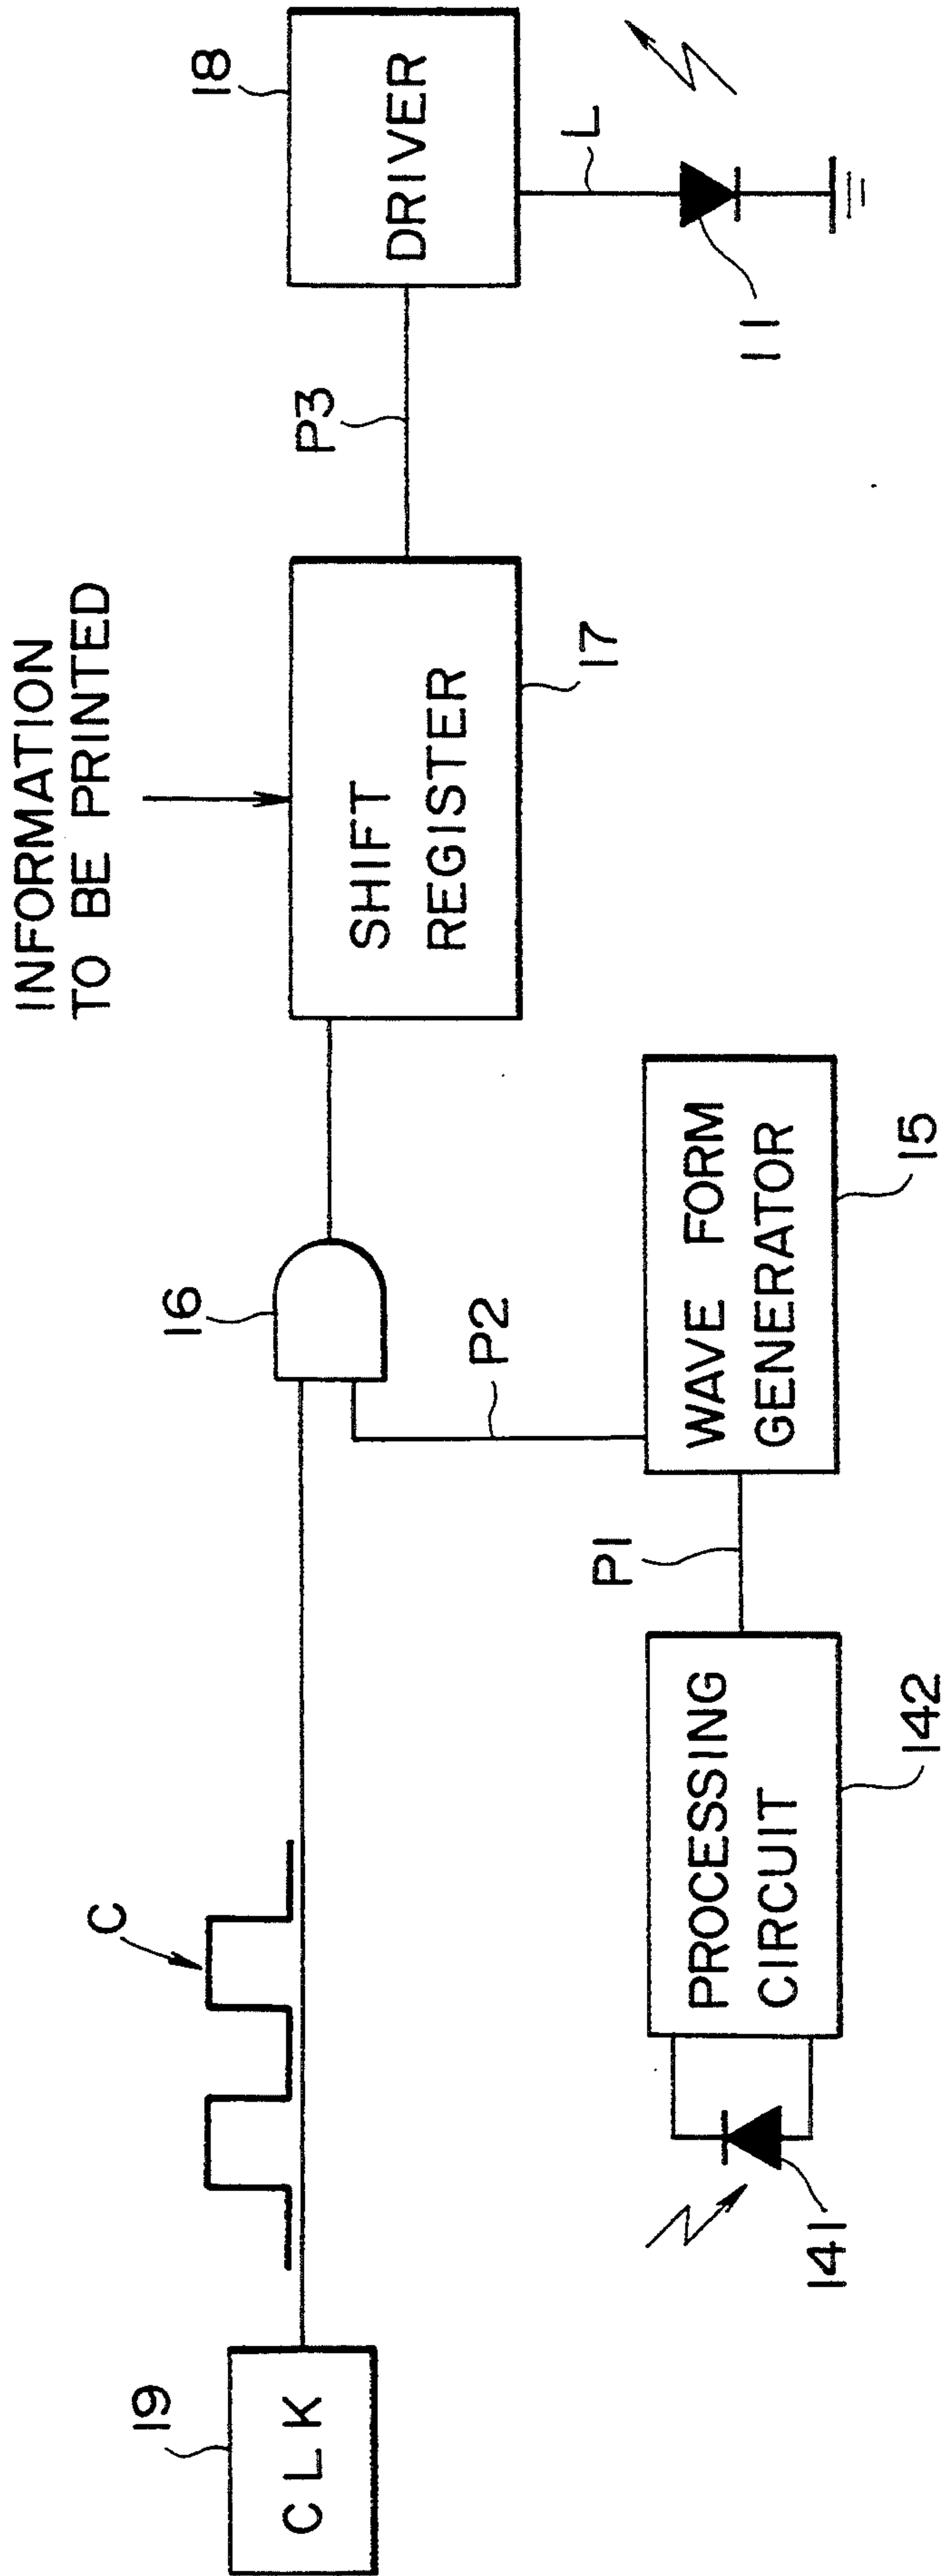 INFORMATION
TO BE PRINTED
19
CLK
C
16
SHIFT
REGISTER
17
P3
18
DRIVER
L
11
141
PROCESSING
CIRCUIT
142
P1
P2
WAVE FORM
GENERATOR
15